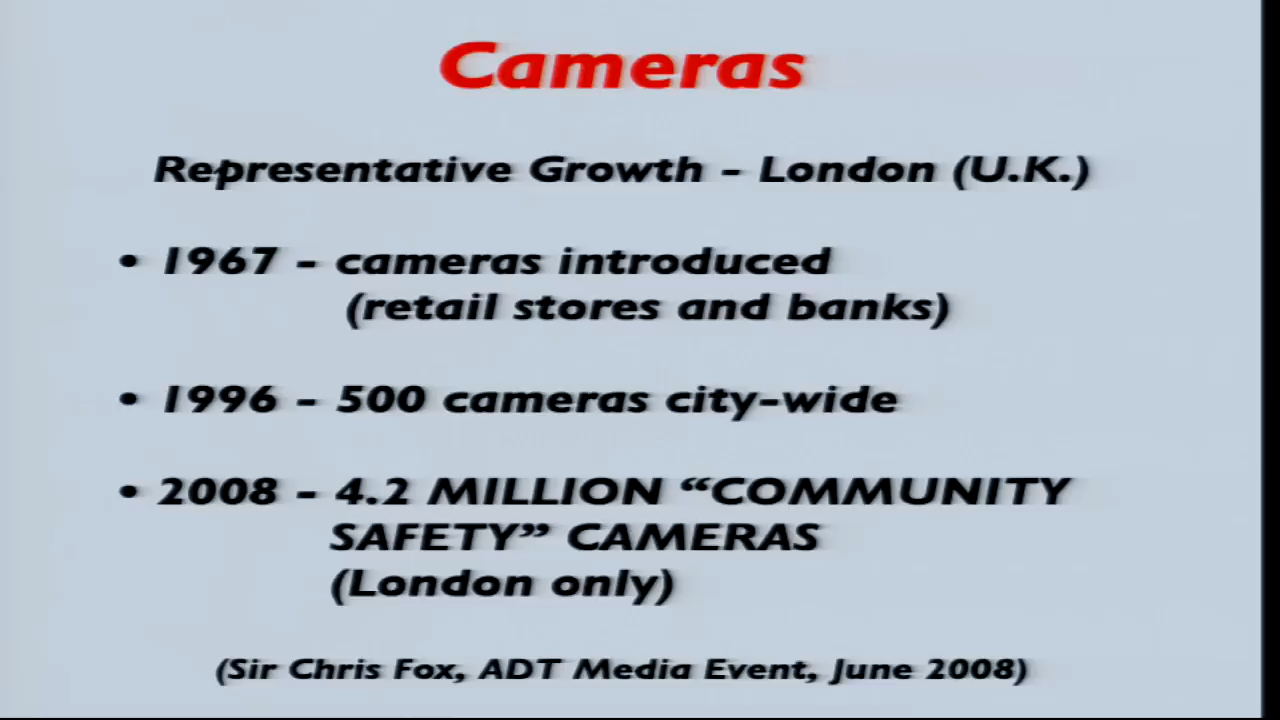 Cameras
Representative Growth - London (U.K.)
• 1967 - cameras introduced
(retail stores and banks)
• 1996 - 500 cameras city-wide
• 2008 - 4.2 MILLION “COMMUNITY
SAFETY” CAMERAS
(London only)
(Sir Chris Fox, ADT Media Event, June 2008)